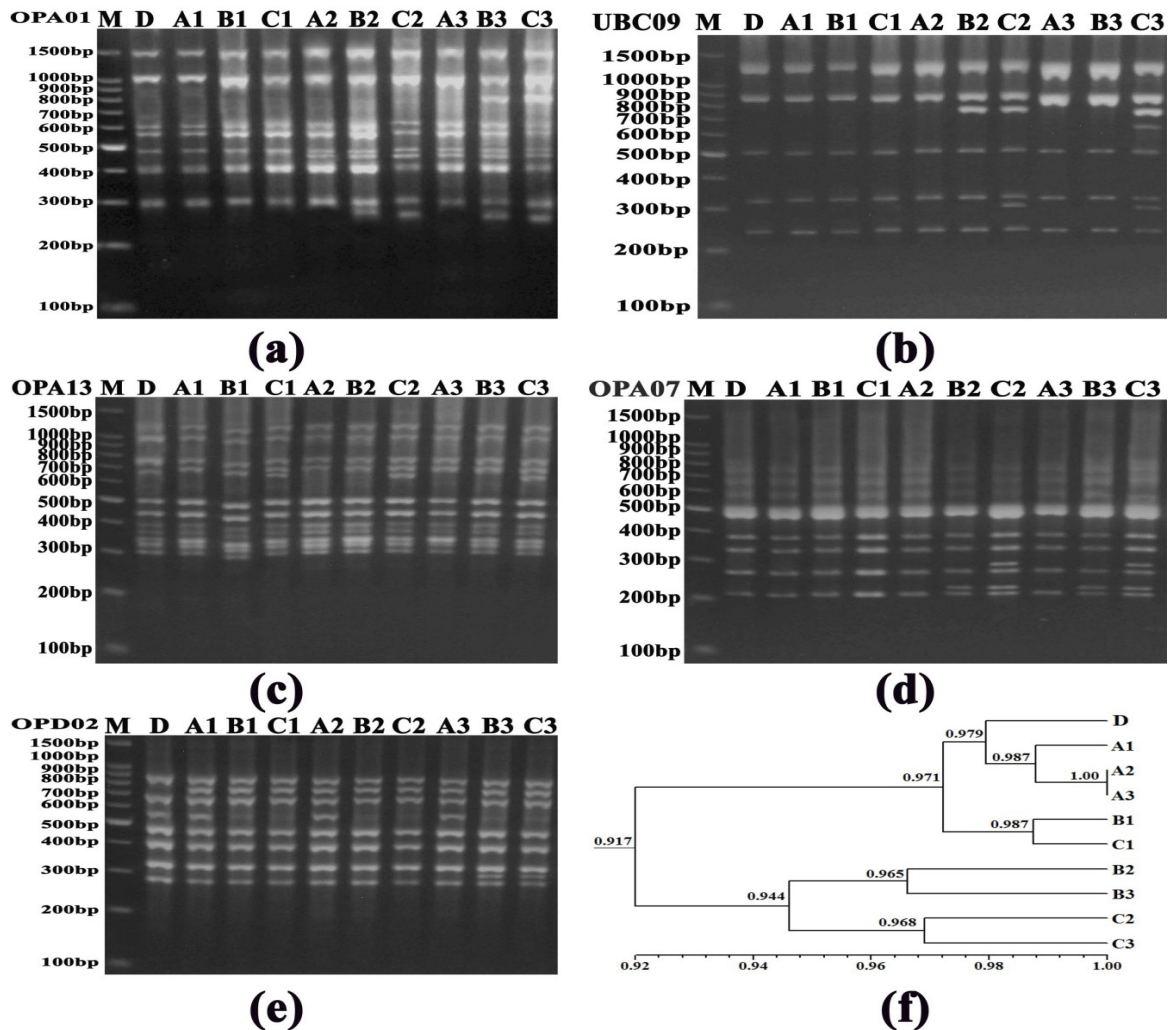 OPA01 M D A1 B1 C1 A2 B2 C2 A3 B3 C3
1500bp
1000bp
900bp
800bp
700bp
600bp
500bp
400bp
300bp
200bp
100bp
(a)
UBC09 M D A1 B1 C1 A2 B2 C2 A3 B3 C3
1500bp
1000bp
900bp
800bp
700bp
600bp
500bp
400bp
300bp
200bp
100bp
(b)
OPA13 M D A1 B1 C1 A2 B2 C2 A3 B3 C3
1500bp
1000bp
900bp
800bp
700bp
600bp
500bp
400bp
300bp
200bp
100bp
(c)
OPA07 M D A1 B1 C1 A2 B2 C2 A3 B3 C3
1500bp
1000bp
900bp
800bp
700bp
600bp
500bp
400bp
300bp
200bp
100bp
(d)
OPD02 M D A1 B1 C1 A2 B2 C2 A3 B3 C3
1500bp
1000bp
900bp
800bp
700bp
600bp
500bp
400bp
300bp
200bp
100bp
(e)
D
0.979
A1
0.987
0.971 1.00 A2
A3
B1
0.987
C1
0.917
B2
0.965
B3
0.944
C2
0.968
C3
0.92 0.94 0.96 0.98 1.00
(f)